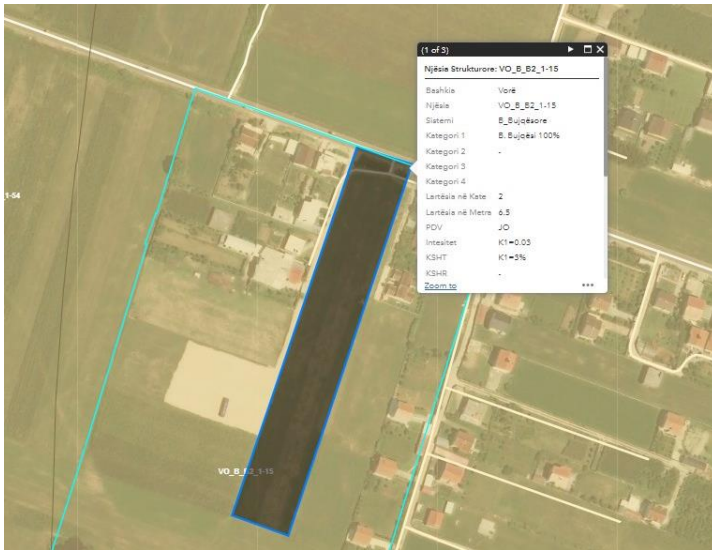 (1 of 3)
Njësia Strukturore: VO_B_B2_1-15
Bashkia Vorë
Njësia VO_B_B2_1-15
Sistemi B_Bujqësore
Kategori 1 B. Bujqësi 100%
Kategori 2 -
Kategori 3
Kategori 4
Lartësia në Kate 2
Lartësia në Metra 6.5
PDV JO
Intesitet K1=0.03
KSHT K1=3%
KSHR -
Zoom to
1-54
VO_B_B2_1-15